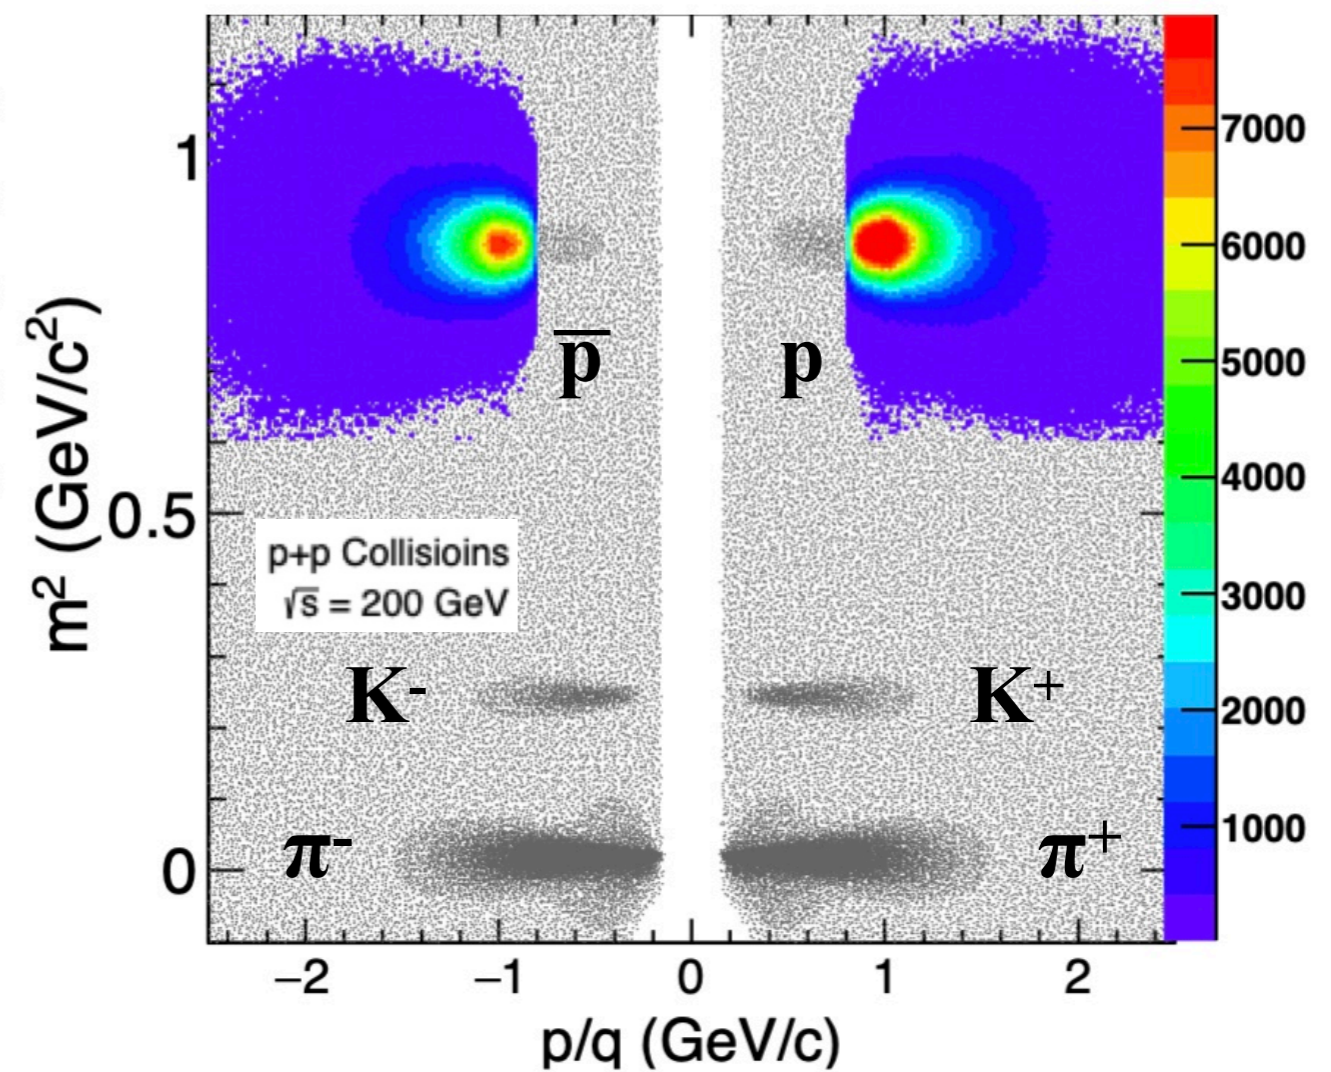 m² (GeV/c²)
1
0.5
0
p̅
p
p+p Collisioins
√s = 200 GeV
K⁻
K⁺
π⁻
π⁺
−2
−1
0
1
2
p/q (GeV/c)
7000
6000
5000
4000
3000
2000
1000